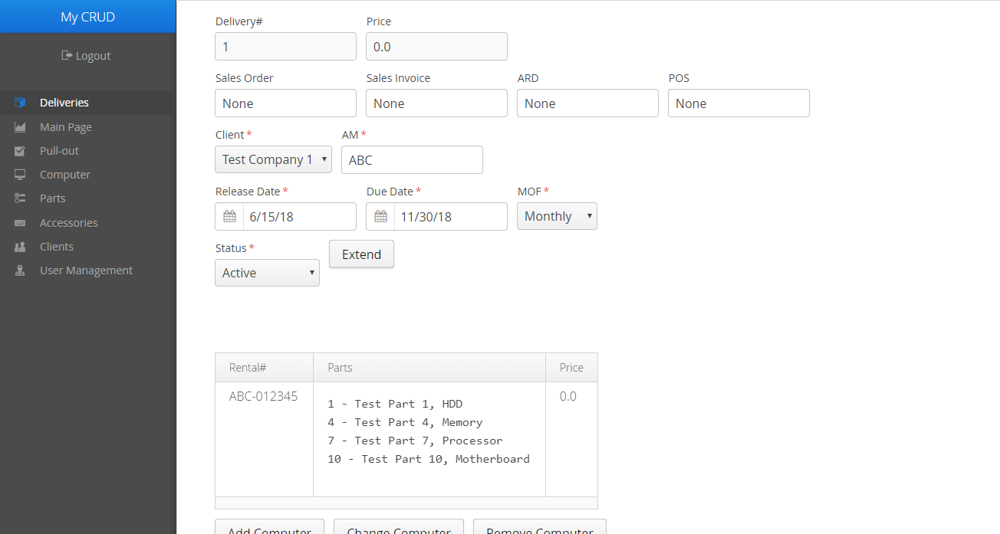 My CRUD
Logout
Deliveries
Main Page
Pull-out
Computer
Parts
Accessories
Clients
User Management
Delivery# Price
1 0.0
Sales Order Sales Invoice ARD POS
None None None None
Client * AM *
Test Company 1 ABC
Release Date * Due Date * MOF *
6/15/18 11/30/18 Monthly
Status *
Extend
Active
Rental# Parts Price
ABC-012345 0.0
1 - Test Part 1, HDD
4 - Test Part 4, Memory
7 - Test Part 7, Processor
10 - Test Part 10, Motherboard
Add Computer Change Computer Remove Computer